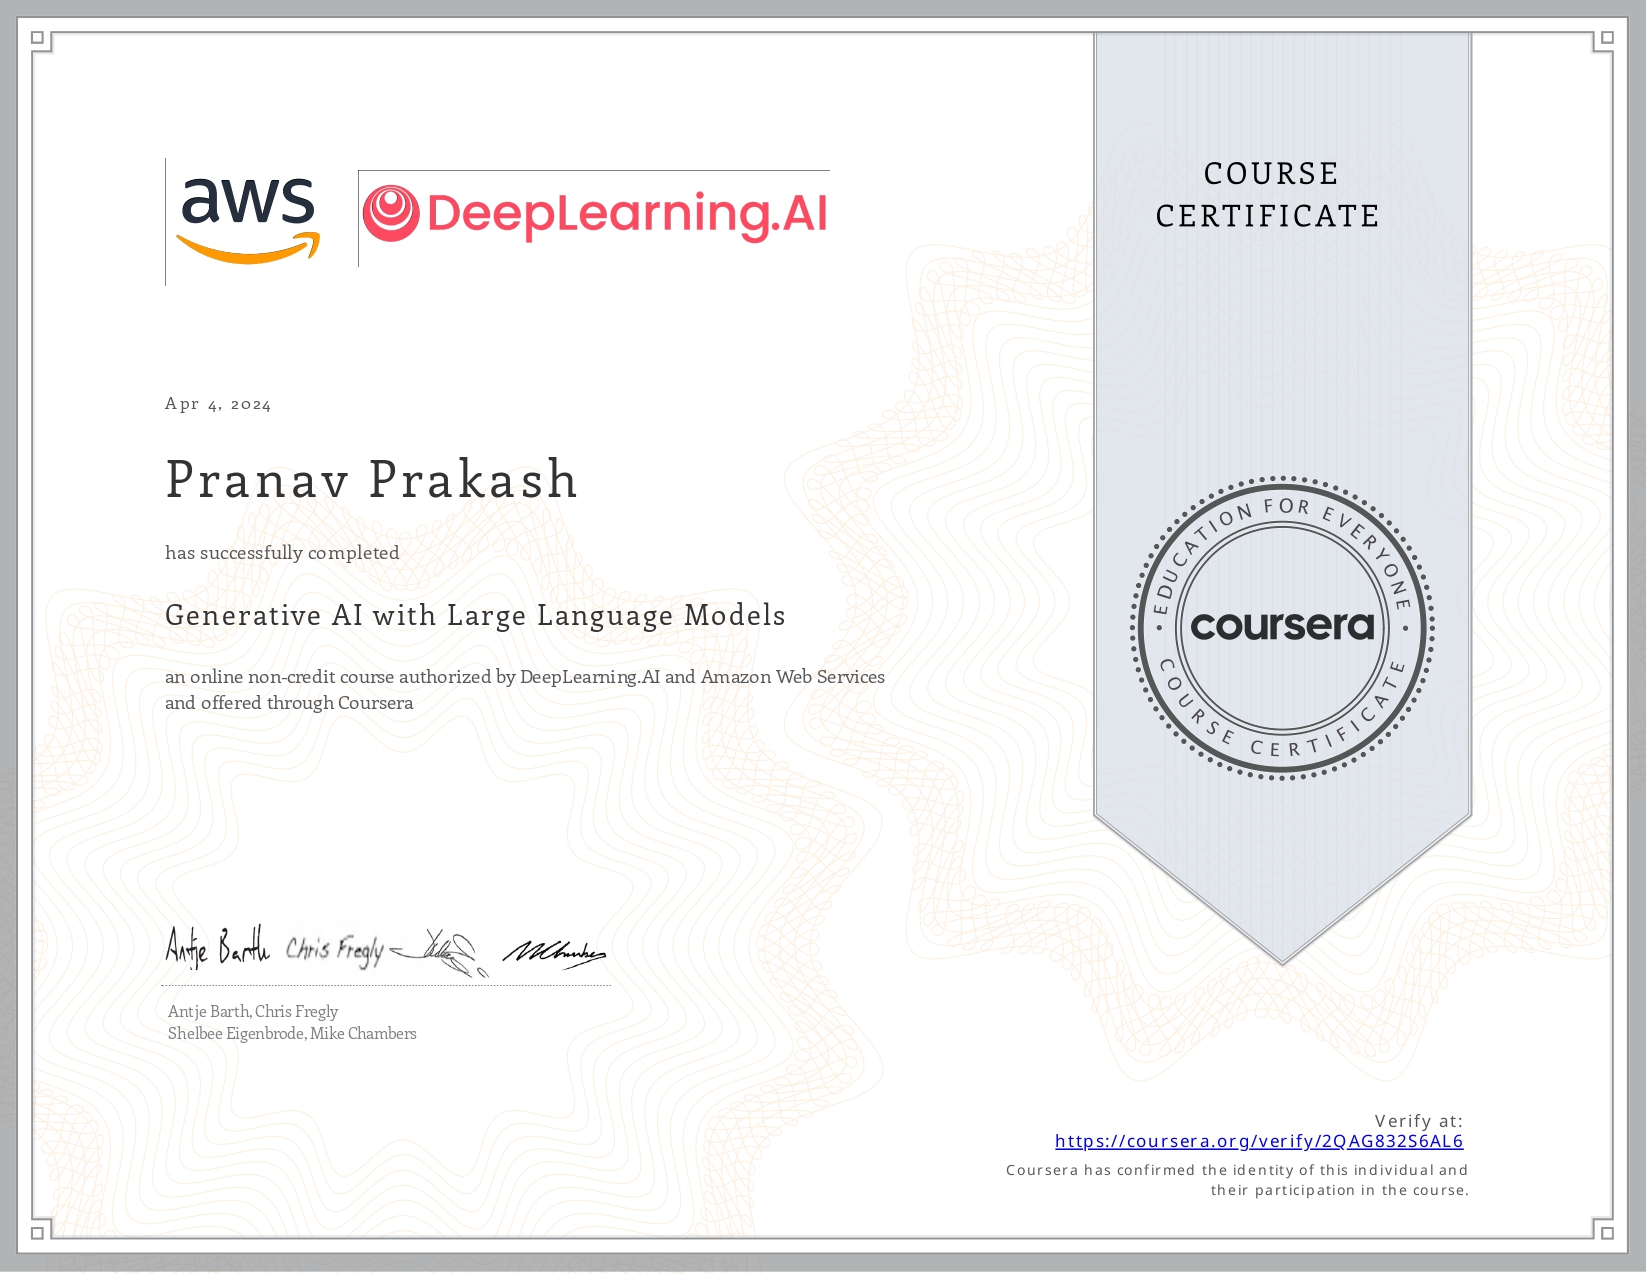 aws
DeepLearning.AI
COURSE
CERTIFICATE
Apr 4, 2024
Pranav Prakash
has successfully completed
Generative AI with Large Language Models
an online non-credit course authorized by DeepLearning.AI and Amazon Web Services
and offered through Coursera
EDUCATION FOR EVERYONE
coursera
COURSE CERTIFICATE
Antje Barth Chris Fregly
Antje Barth, Chris Fregly
Shelbee Eigenbrode, Mike Chambers
Verify at:
https://coursera.org/verify/2QAG832S6AL6
Coursera has confirmed the identity of this individual and
their participation in the course.